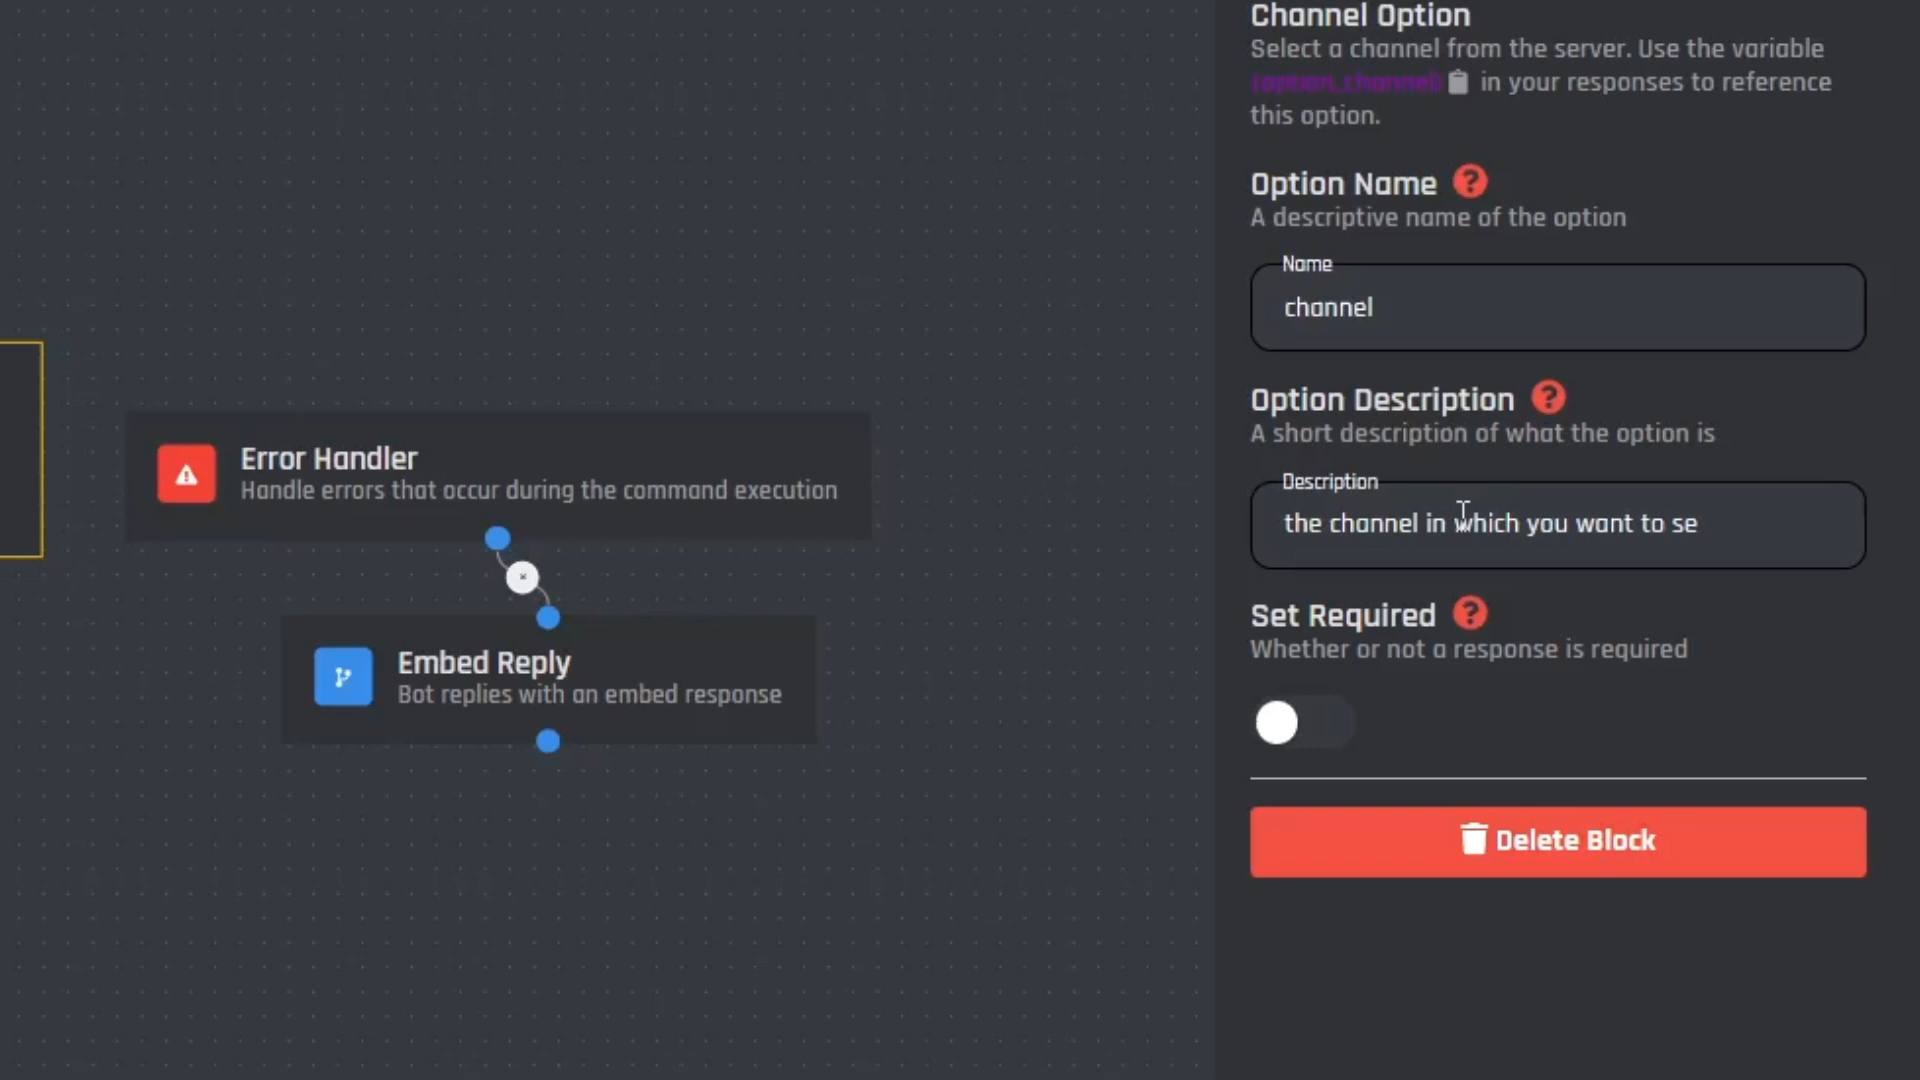 Channel Option
Select a channel from the server. Use the variable
{option_channel} in your responses to reference
this option.
Option Name ?
A descriptive name of the option
Name
channel
Option Description ?
A short description of what the option is
Description
the channel in which you want to se
Set Required ?
Whether or not a response is required
Delete Block
Error Handler
Handle errors that occur during the command execution
Embed Reply
Bot replies with an embed response